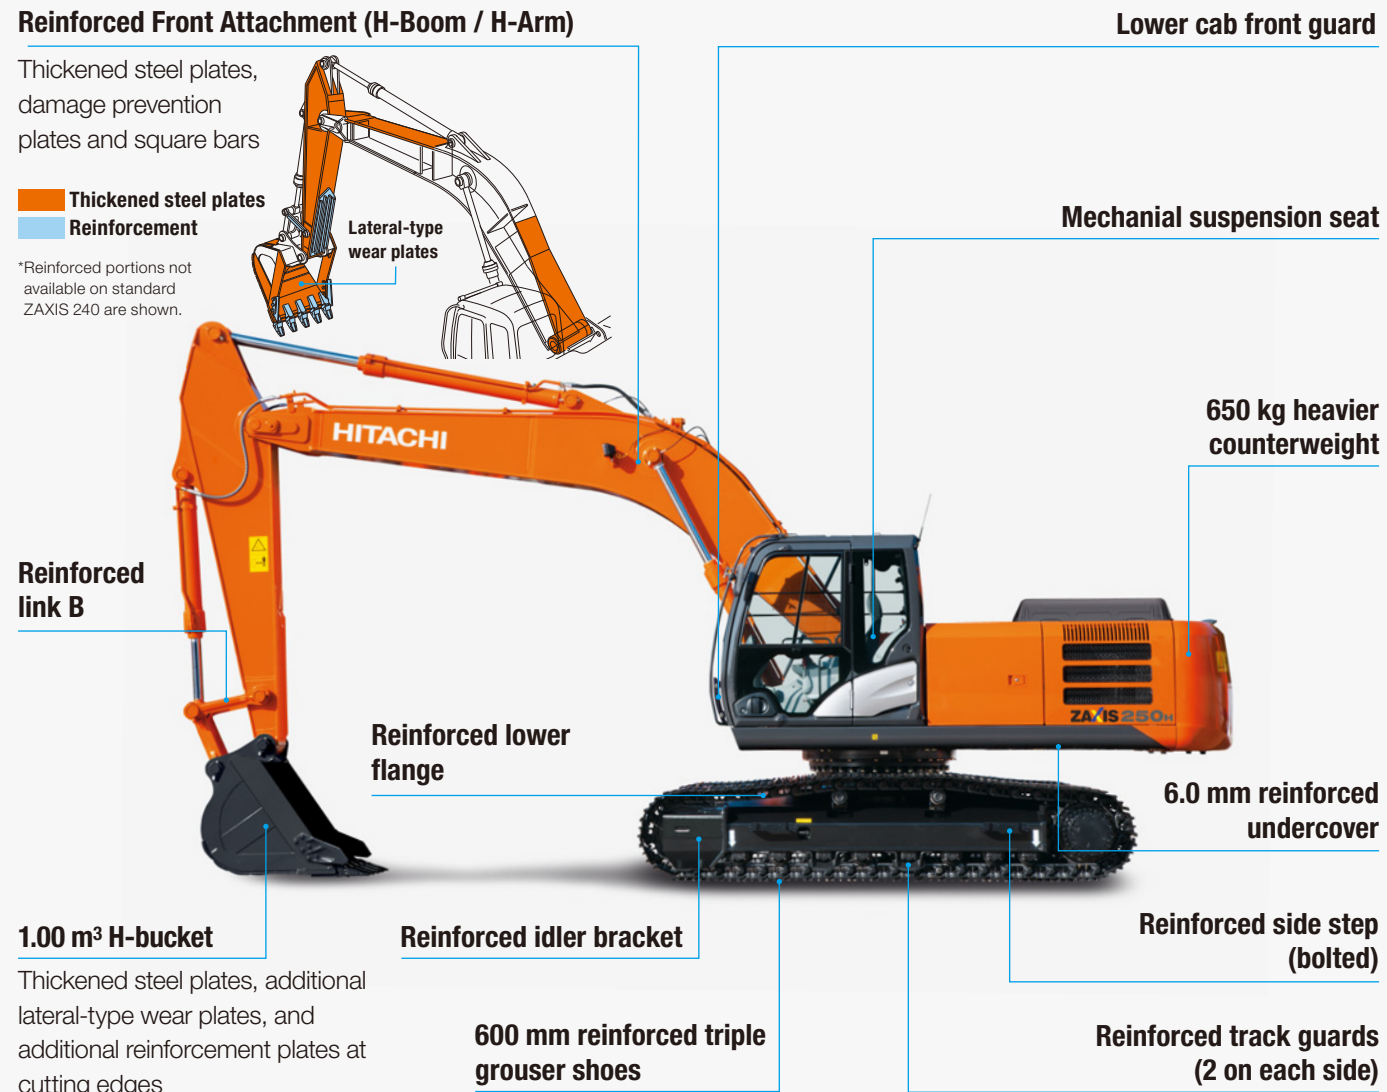 Reinforced Front Attachment (H-Boom / H-Arm)
Thickened steel plates,
damage prevention
plates and square bars
Thickened steel plates
Reinforcement
*Reinforced portions not
available on standard
ZAXIS 240 are shown.
Lateral-type
wear plates
Lower cab front guard
Mechanial suspension seat
650 kg heavier
counterweight
HITACHI
Reinforced
link B
ZAXIS 250H
Reinforced lower
flange
6.0 mm reinforced
undercover
1.00 m³ H-bucket
Thickened steel plates, additional
lateral-type wear plates, and
additional reinforcement plates at
cutting edges
Reinforced idler bracket
Reinforced side step
(bolted)
600 mm reinforced triple
grouser shoes
Reinforced track guards
(2 on each side)